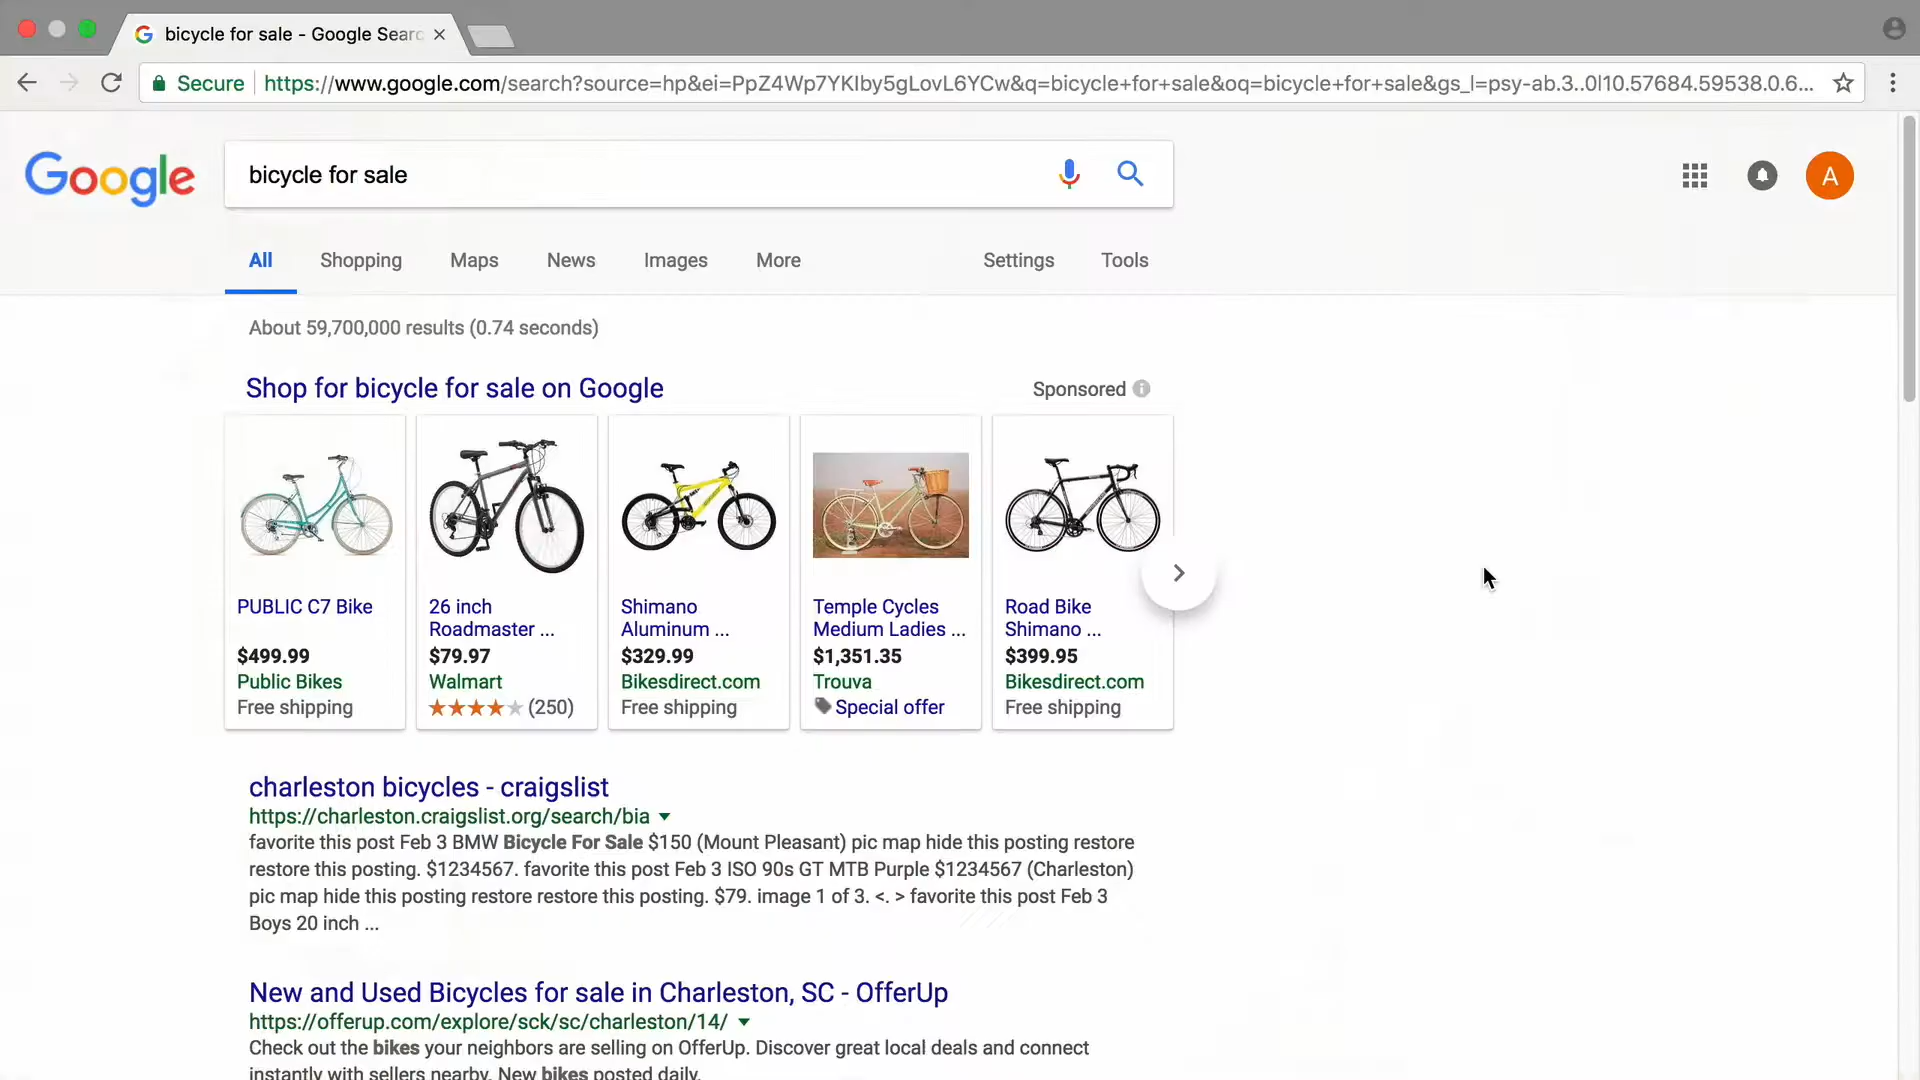 bicycle for sale - Google Searc
Secure https://www.google.com/search?source=hp&ei=PpZ4Wp7YKIby5gLovL6YCw&q=bicycle+for+sale&oq=bicycle+for+sale&gs_l=psy-ab.3..0l10.57684.59538.0.6...
Google bicycle for sale A
All Shopping Maps News Images More Settings Tools
About 59,700,000 results (0.74 seconds)
Shop for bicycle for sale on Google Sponsored
PUBLIC C7 Bike
$499.99
Public Bikes
Free shipping
26 inch
Roadmaster ...
$79.97
Walmart
(250)
Shimano
Aluminum ...
$329.99
Bikesdirect.com
Free shipping
Temple Cycles
Medium Ladies ...
$1,351.35
Trouva
Special offer
Road Bike
Shimano ...
$399.95
Bikesdirect.com
Free shipping
charleston bicycles - craigslist
https://charleston.craigslist.org/search/bia
favorite this post Feb 3 BMW Bicycle For Sale $150 (Mount Pleasant) pic map hide this posting restore
restore this posting. $1234567. favorite this post Feb 3 ISO 90s GT MTB Purple $1234567 (Charleston)
pic map hide this posting restore restore this posting. $79. image 1 of 3. <. > favorite this post Feb 3
Boys 20 inch ...
New and Used Bicycles for sale in Charleston, SC - OfferUp
https://offerup.com/explore/sck/sc/charleston/14/
Check out the bikes your neighbors are selling on OfferUp. Discover great local deals and connect
instantly with sellers nearby. New bikes posted daily.